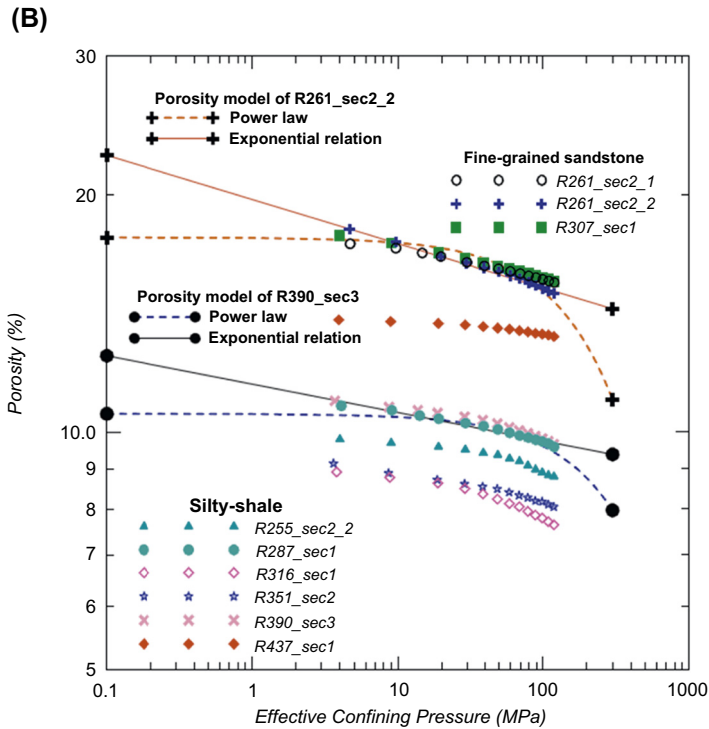 (B)
30
Porosity model of R261_sec2_2
Power law
Exponential relation
Fine-grained sandstone
R261_sec2_1
R261_sec2_2
R307_sec1
20
Porosity model of R390_sec3
Power law
Exponential relation
Porosity (%)
10.0
9
8
7
6
5
Silty-shale
R255_sec2_2
R287_sec1
R316_sec1
R351_sec2
R390_sec3
R437_sec1
0.1 1 10 100 1000
Effective Confining Pressure (MPa)